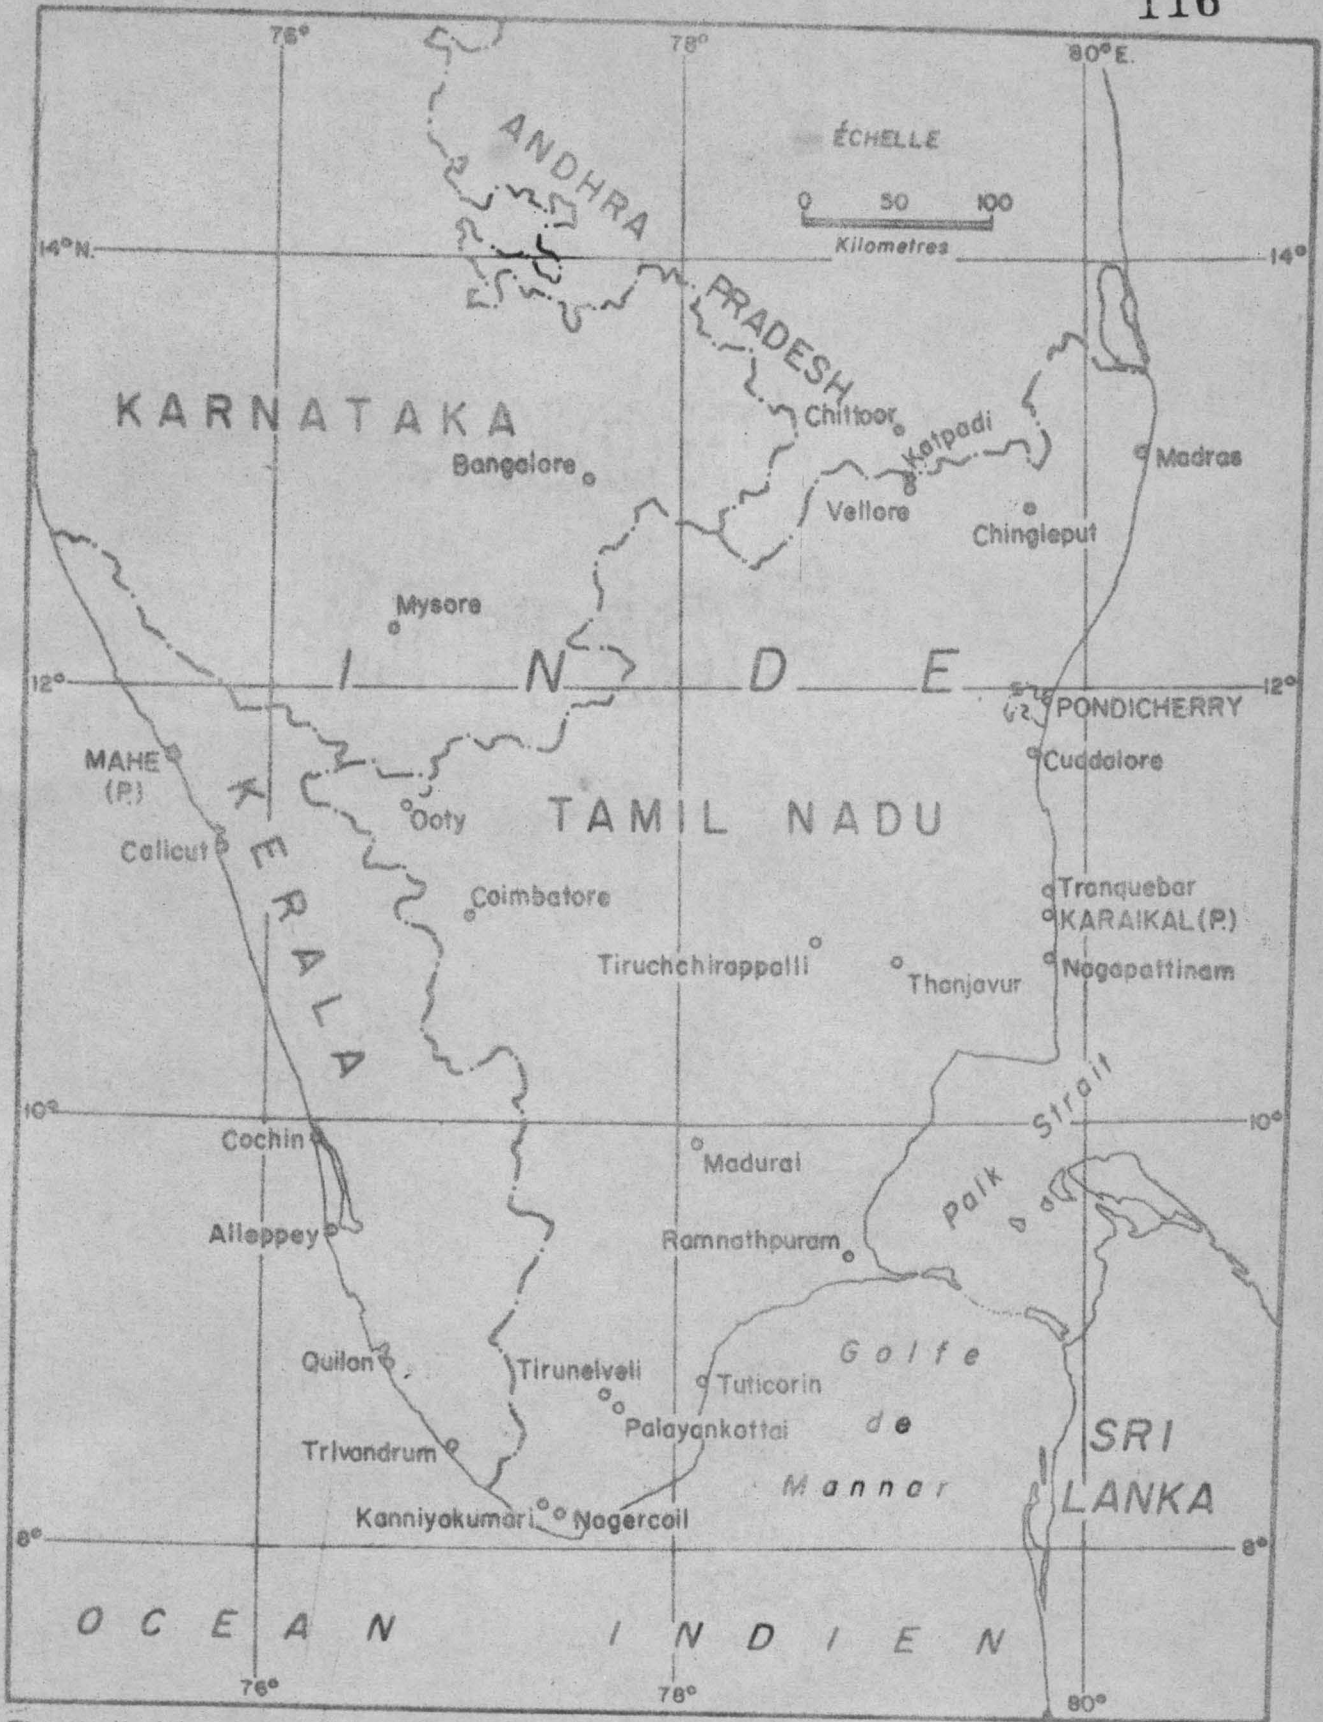 116
76°
78°
80°E.
ANDHRA
ÉCHELLE
0 50 100
Kilometres
14°N.
14°
PRADESH
KARNATAKA
Chittoor
Katpadi
Bangalore
Madras
Vellore
Chingleput
Mysore
INDE
12°
12°
PONDICHERRY
MAHE
(P.)
Cuddalore
KERALA
Ooty
TAMIL NADU
Calicut
Tranquebar
Coimbatore
KARAIKAL (P.)
Tiruchchirappalli
Thanjavur
Nagapattinam
10°
10°
Palk Strait
Cochin
Madurai
Alleppey
Ramnathpuram
Golfe
de
Mannar
Quilon
Tirunelveli
Tuticorin
Palayankottai
Trivandrum
SRI
LANKA
Kanniyakumari
Nagercoil
8°
8°
OCEAN INDIEN
76°
78°
80°